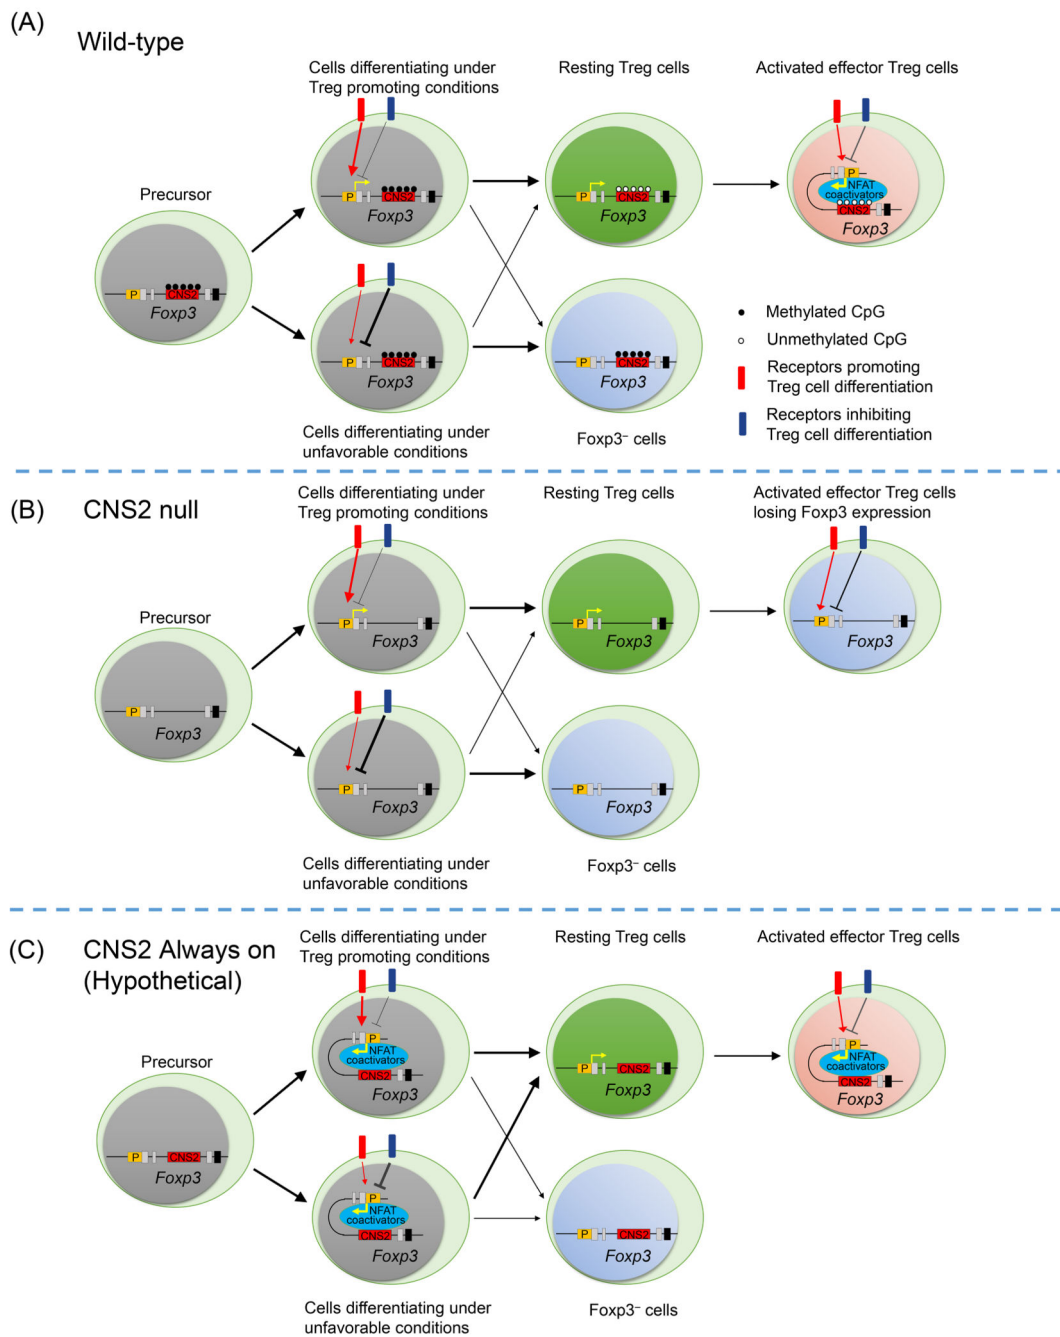 (A)
Wild-type
Cells differentiating under
Treg promoting conditions
Resting Treg cells
Activated effector Treg cells
Precursor
P
CNS2
Foxp3
P
CNS2
Foxp3
P
CNS2
Foxp3
P
NFAT
coactivators
CNS2
Foxp3
P
CNS2
Foxp3
P
CNS2
Foxp3
Cells differentiating under
unfavorable conditions
Foxp3– cells
Methylated CpG
Unmethylated CpG
Receptors promoting
Treg cell differentiation
Receptors inhibiting
Treg cell differentiation
(B)
CNS2 null
Cells differentiating under
Treg promoting conditions
Resting Treg cells
Activated effector Treg cells
losing Foxp3 expression
Precursor
P
Foxp3
P
Foxp3
P
Foxp3
P
Foxp3
P
Foxp3
P
Foxp3
Cells differentiating under
unfavorable conditions
Foxp3– cells
(C)
CNS2 Always on
(Hypothetical)
Cells differentiating under
Treg promoting conditions
Resting Treg cells
Activated effector Treg cells
Precursor
P
CNS2
Foxp3
P
NFAT
coactivators
CNS2
Foxp3
P
CNS2
Foxp3
P
NFAT
coactivators
CNS2
Foxp3
P
NFAT
coactivators
CNS2
Foxp3
P
CNS2
Foxp3
Cells differentiating under
unfavorable conditions
Foxp3– cells